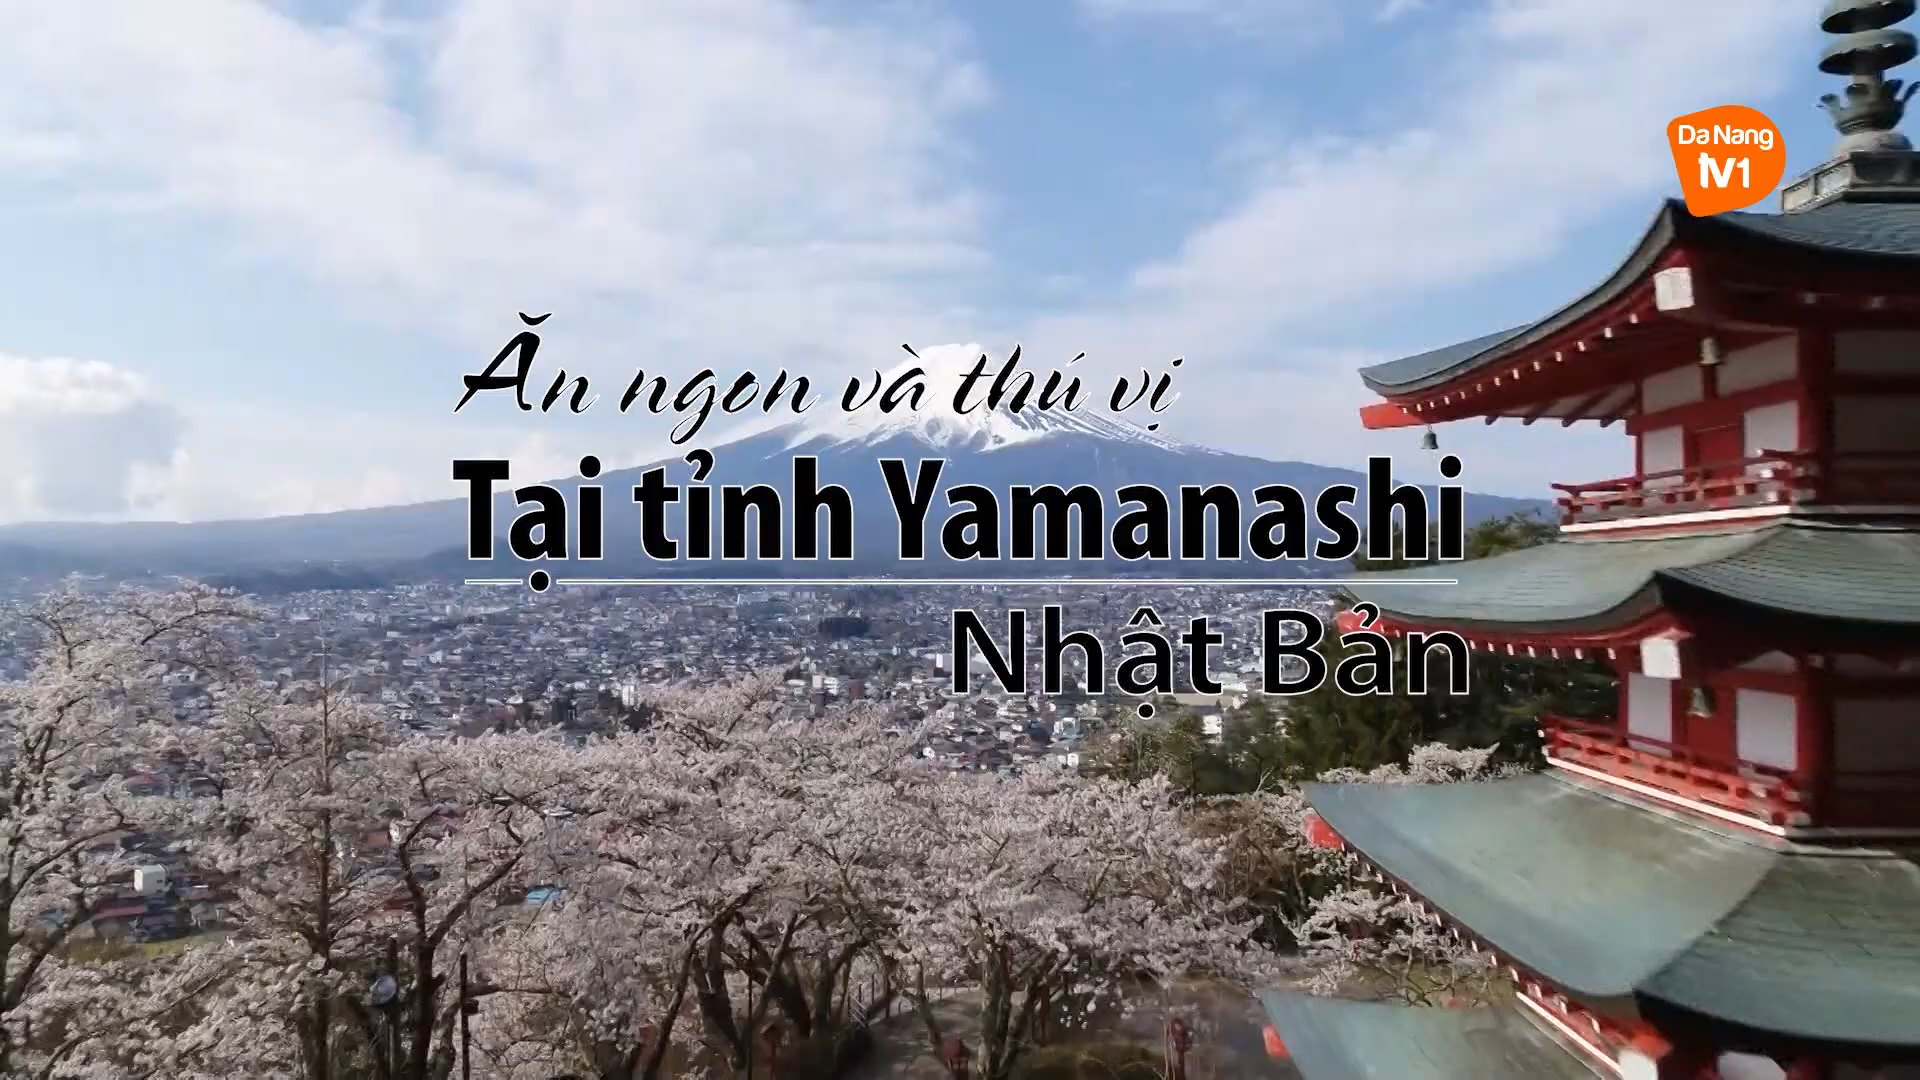 Da Nang
tv1
Ăn ngon và thú vị
Tại tỉnh Yamanashi
Nhật Bản